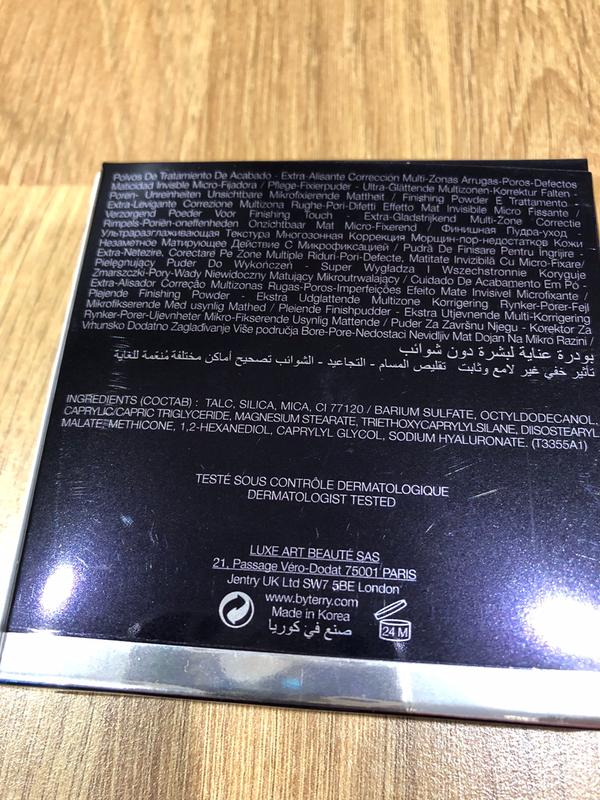 Polvos De Tratamiento De Acabado - Extra-Alisante Corrección Multi-Zonas Arrugas-Poros-Defectos
Maticidad Invisble Micro-Fijadora / Pflege-Fixierpuder - Ultra-Glättende Multizonen-Korrektur Falten -
Poren- Unreinheiten Unsichtbare Mikrofixierende Mattheit / Finishing Powder E Trattamento -
Extra-Levigante Correzione Multizona Rughe-Pori-Difetti Effetto Mat Invisibile Micro Fissante /
Verzorgend Poeder Voor Finishing Touch - Extra-Gladstrijkend Multi-Zone Correctie
Rimpels-Poriën-oneffenheden Onzichtbaar Mat Micro-Fixerend / Финишная Пудра-уход -
Ультраразглаживающая Текстура Многозонная Коррекция Морщин-пор-недостатков Кожи
Незаметное Матирующее Действие С Микрофиксацией / Pudră De Finisare Pentru Îngrijire -
Extra-Netezire, Corectare Pe Zone Multiple Riduri-Pori-Defecte, Matitate Invizibilă Cu Micro-Fixare/
Pielęgnujący Puder Do Wykończeń - Super Wygładza I Wszechstronnie Koryguje
Zmarszczki-Pory-Wady Niewidoczny Matujący Mikroutrwalający / Cuidado De Acabamento Em Pó -
Extra-Alisador Correção Multizonas Rugas-Poros-Imperfeições Efeito Mate Invisível Microfixante /
Plejende Finishing Powder - Ekstra Udglattende Multizone Korrigering Rynker-Porer-Fejl
Mikrofikserende Med usynlig Mathed / Pleiende Finishpudder - Ekstra Utjevnende Multi-Korrigering
Rynker-Porer-Ujevnheter Mikro-Fikserende Usynlig Mattende / Puder Za Završnu Njegu - Korektor Za
Vrhunsko Dodatno Zaglađivanje Više područja Bore-Pore-Nedostaci Nevidljiv Mat Dojan Na Mikro Razini /
بودرة عناية لبشرة دون شوائب
تأثير خفي غير لامع وثابت تقليص المسام - التجاعيد - الشوائب تصحيح أماكن مختلفة مُنعّمة للغاية
INGREDIENTS (COCTAB) : TALC, SILICA, MICA, CI 77120 / BARIUM SULFATE, OCTYLDODECANOL,
CAPRYLIC/CAPRIC TRIGLYCERIDE, MAGNESIUM STEARATE, TRIETHOXYCAPRYLYLSILANE, DIISOSTEARYL
MALATE, METHICONE, 1,2-HEXANEDIOL, CAPRYLYL GLYCOL, SODIUM HYALURONATE. (T3355A1)
TESTÉ SOUS CONTRÔLE DERMATOLOGIQUE
DERMATOLOGIST TESTED
LUXE ART BEAUTÉ SAS
21, Passage Véro-Dodat 75001 PARIS
Jentry UK Ltd SW7 5BE London
www.byterry.com
Made in Korea
صنع في كوريا
24 M